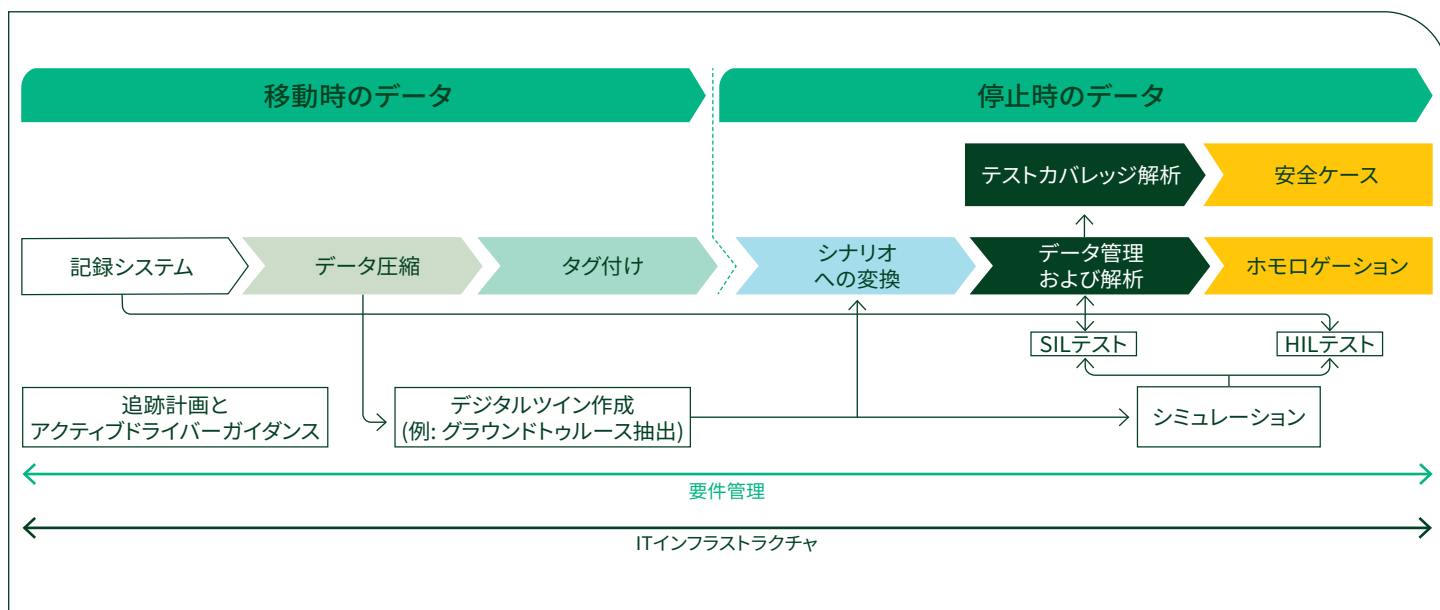 移動時のデータ
停止時のデータ
テストカバレッジ解析
安全ケース
記録システム
データ圧縮
タグ付け
シナリオ
への変換
データ管理
および解析
ホモロゲーション
SILテスト
HILテスト
追跡計画と
アクティブドライバーガイダンス
デジタルツイン作成
(例: グラウンドトゥルース抽出)
シミュレーション
要件管理
ITインフラストラクチャ